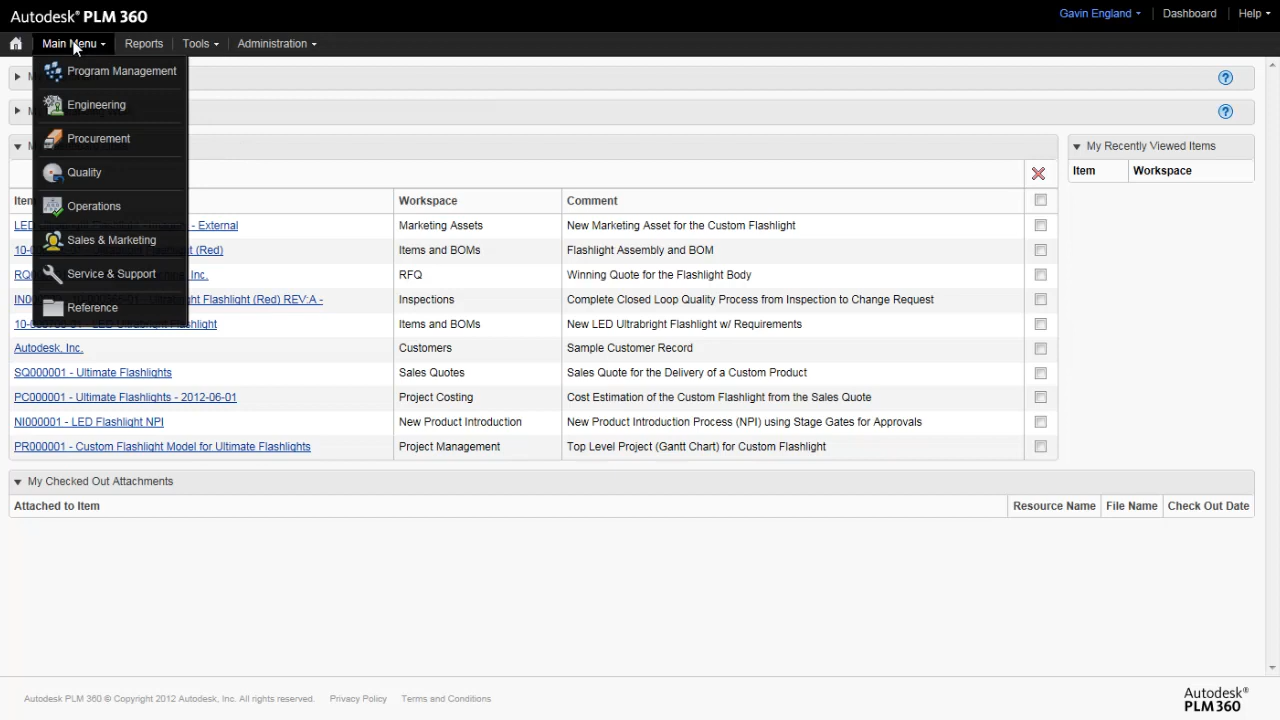 Autodesk® PLM 360
Gavin England
Dashboard
Help
Main Menu
Reports
Tools
Administration
Program Management
Engineering
Procurement
Quality
Operations
Sales & Marketing
Service & Support
Reference
My Recently Viewed Items
Item Workspace
Workspace Comment
- External Marketing Assets New Marketing Asset for the Custom Flashlight
(Red) Items and BOMs Flashlight Assembly and BOM
Inc. RFQ Winning Quote for the Flashlight Body
Ultrabright Flashlight (Red) REV:A - Inspections Complete Closed Loop Quality Process from Inspection to Change Request
LED Ultrabright Flashlight Items and BOMs New LED Ultrabright Flashlight w/ Requirements
Autodesk, Inc. Customers Sample Customer Record
SQ000001 - Ultimate Flashlights Sales Quotes Sales Quote for the Delivery of a Custom Product
PC000001 - Ultimate Flashlights - 2012-06-01 Project Costing Cost Estimation of the Custom Flashlight from the Sales Quote
NI000001 - LED Flashlight NPI New Product Introduction New Product Introduction Process (NPI) using Stage Gates for Approvals
PR000001 - Custom Flashlight Model for Ultimate Flashlights Project Management Top Level Project (Gantt Chart) for Custom Flashlight
My Checked Out Attachments
Attached to Item Resource Name File Name Check Out Date
Autodesk PLM 360 © Copyright 2012 Autodesk, Inc. All rights reserved. Privacy Policy Terms and Conditions
Autodesk®
PLM 360